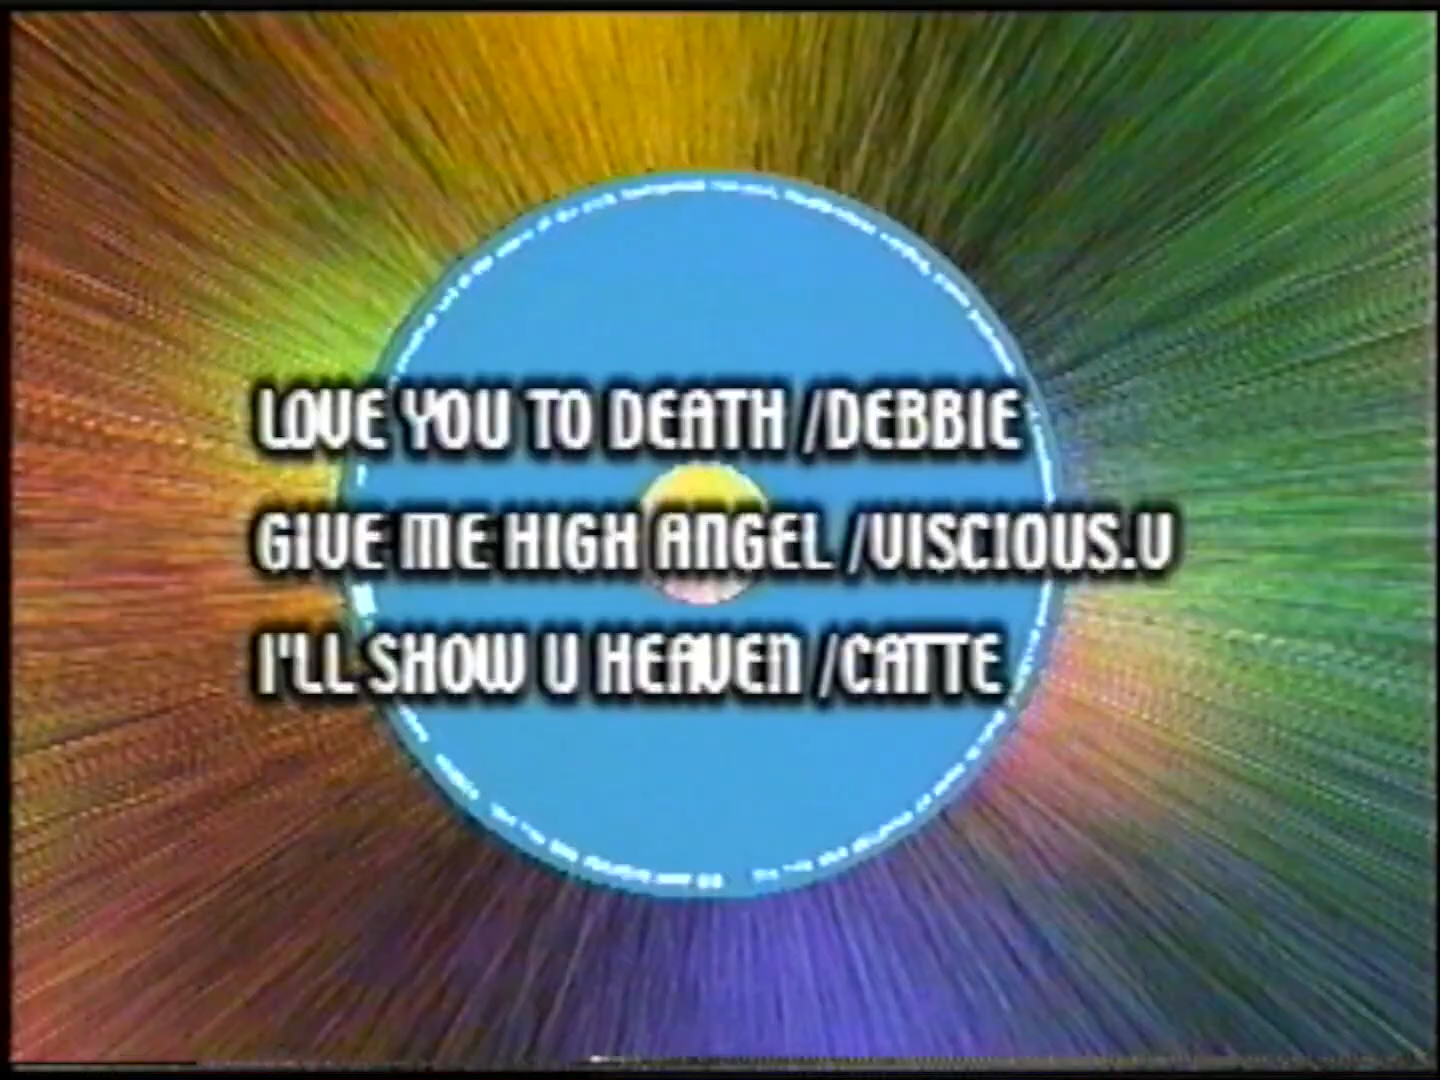 LOVE YOU TO DEATH /DEBBIE
GIVE ME HIGH ANGEL /VISCIOUS.V
I'LL SHOW U HEAVEN /CATTE